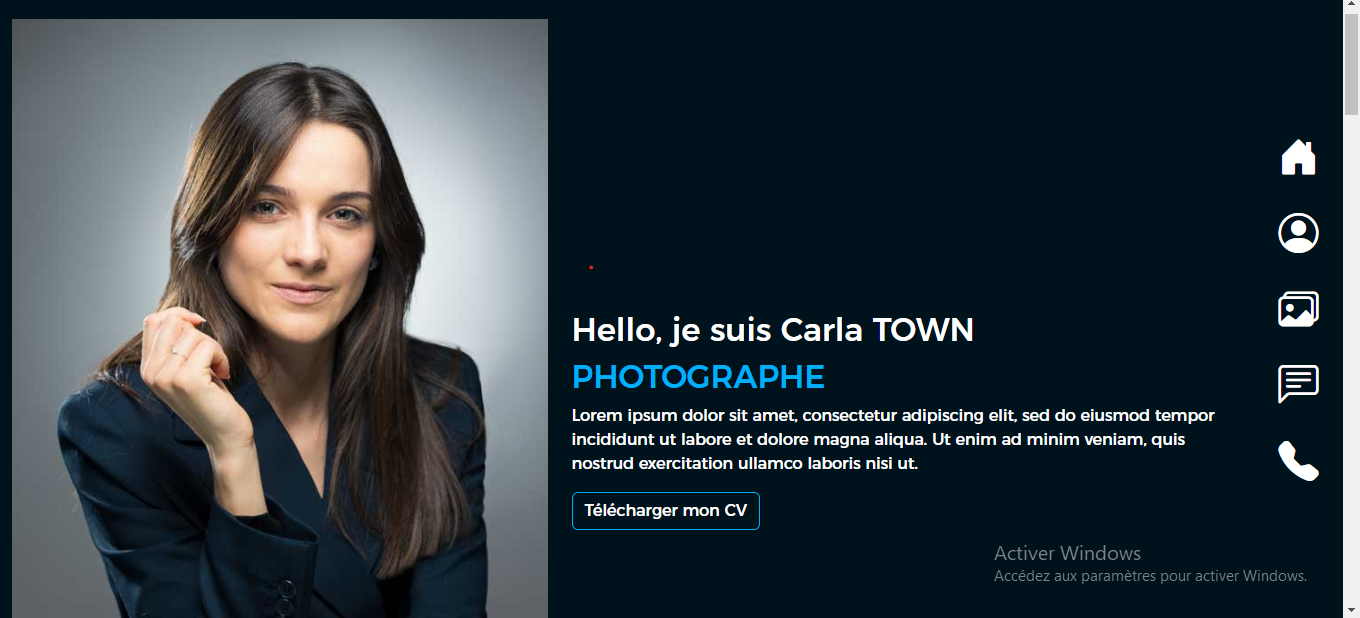 Hello, je suis Carla TOWN
PHOTOGRAPHE
Lorem ipsum dolor sit amet, consectetur adipiscing elit, sed do eiusmod tempor
incididunt ut labore et dolore magna aliqua. Ut enim ad minim veniam, quis
nostrud exercitation ullamco laboris nisi ut.
Télécharger mon CV
Activer Windows
Accédez aux paramètres pour activer Windows.